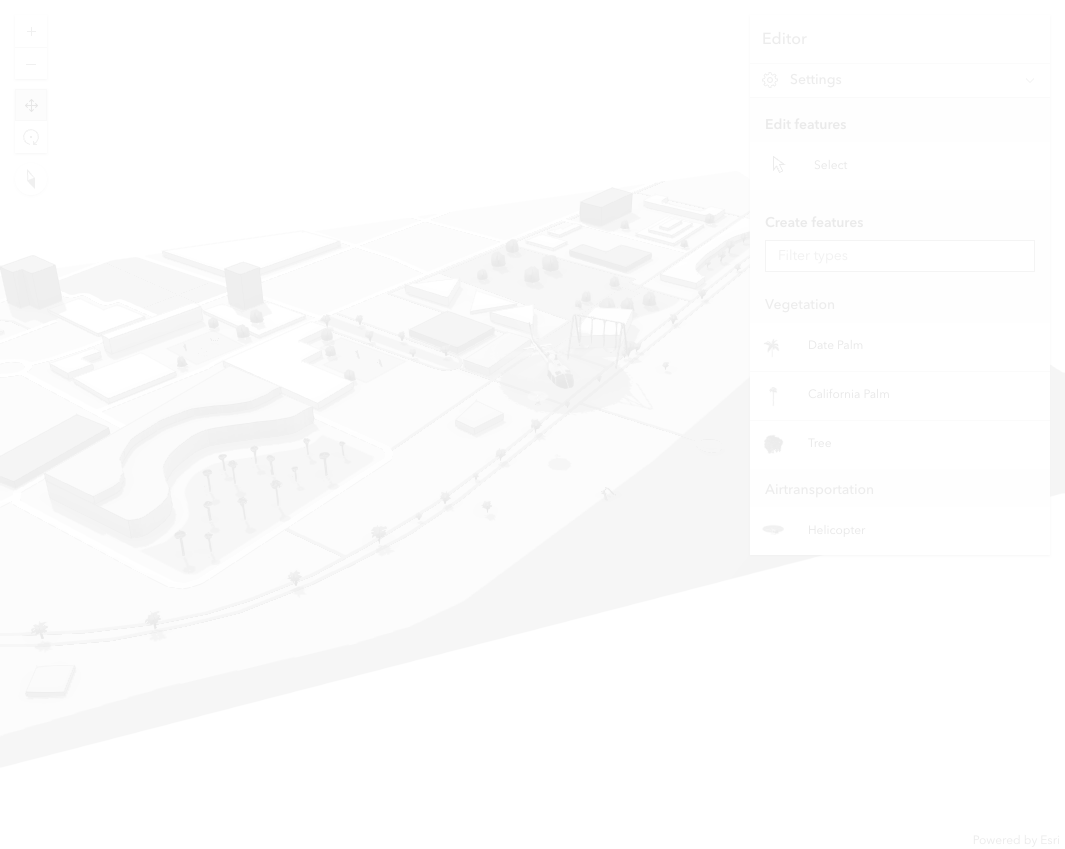 Editor
Settings
Edit features
Select
Create features
Filter types
Vegetation
Date Palm
California Palm
Tree
Airtransportation
Helicopter
Powered by Esri